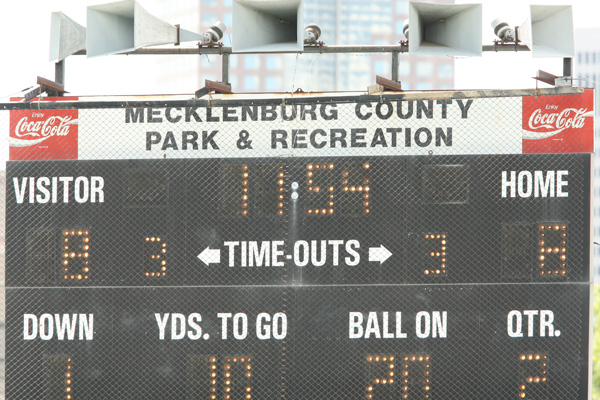 MECKLENBURG COUNTY
Enjoy Coca-Cola PARK & RECREATION Enjoy Coca-Cola
VISITOR 11:54 HOME
8 3 TIME-OUTS 3 8
DOWN YDS. TO GO BALL ON QTR.
1 10 20 2